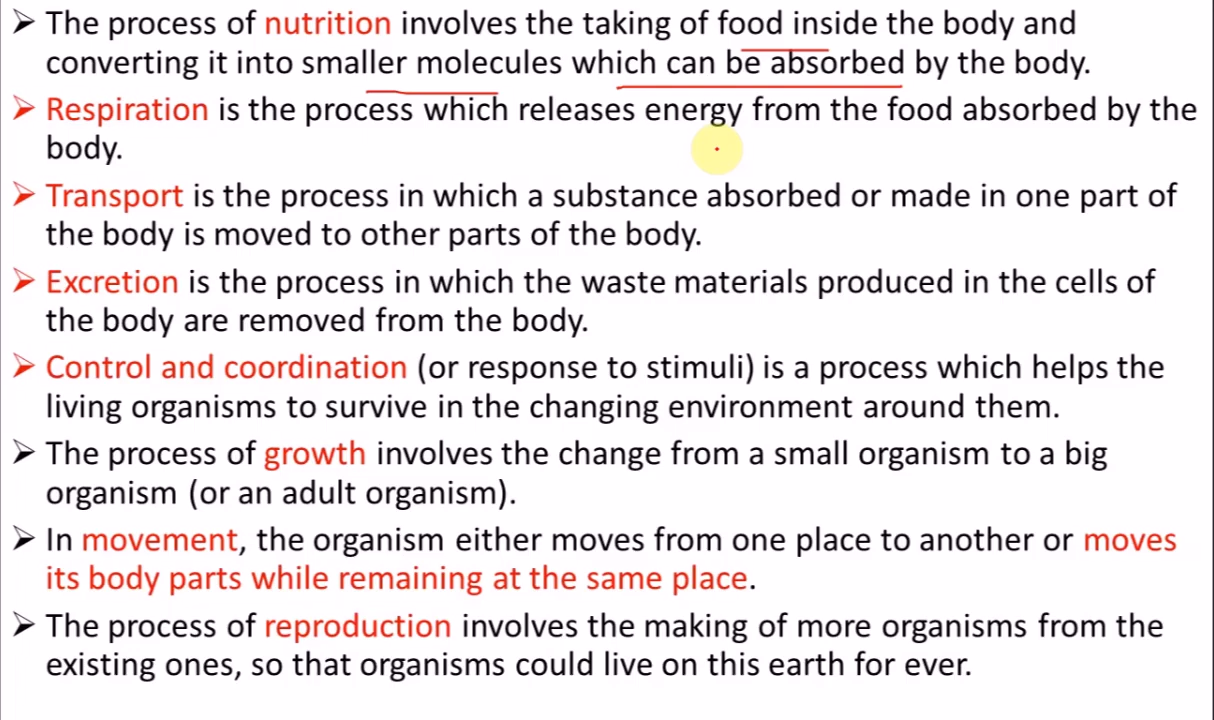 ➢ The process of nutrition involves the taking of food inside the body and
converting it into smaller molecules which can be absorbed by the body.
➢ Respiration is the process which releases energy from the food absorbed by the
body.
➢ Transport is the process in which a substance absorbed or made in one part of
the body is moved to other parts of the body.
➢ Excretion is the process in which the waste materials produced in the cells of
the body are removed from the body.
➢ Control and coordination (or response to stimuli) is a process which helps the
living organisms to survive in the changing environment around them.
➢ The process of growth involves the change from a small organism to a big
organism (or an adult organism).
➢ In movement, the organism either moves from one place to another or moves
its body parts while remaining at the same place.
➢ The process of reproduction involves the making of more organisms from the
existing ones, so that organisms could live on this earth for ever.